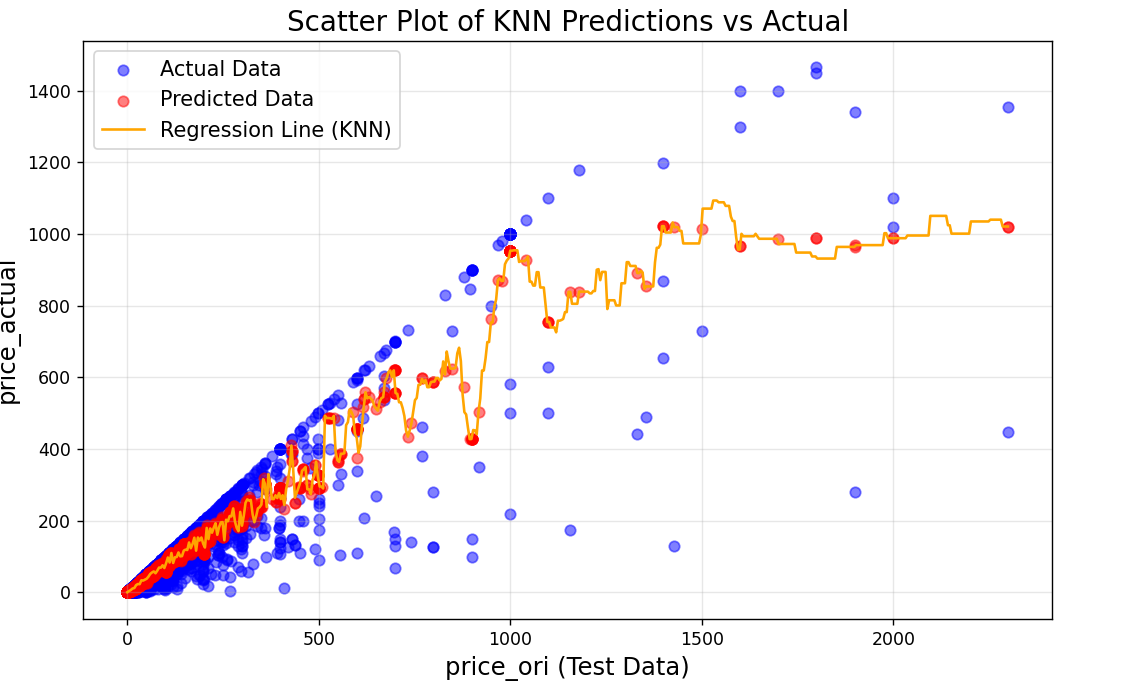 Scatter Plot of KNN Predictions vs Actual
Actual Data
Predicted Data
Regression Line (KNN)
price_actual
1400
1200
1000
800
600
400
200
0
0 500 1000 1500 2000
price_ori (Test Data)